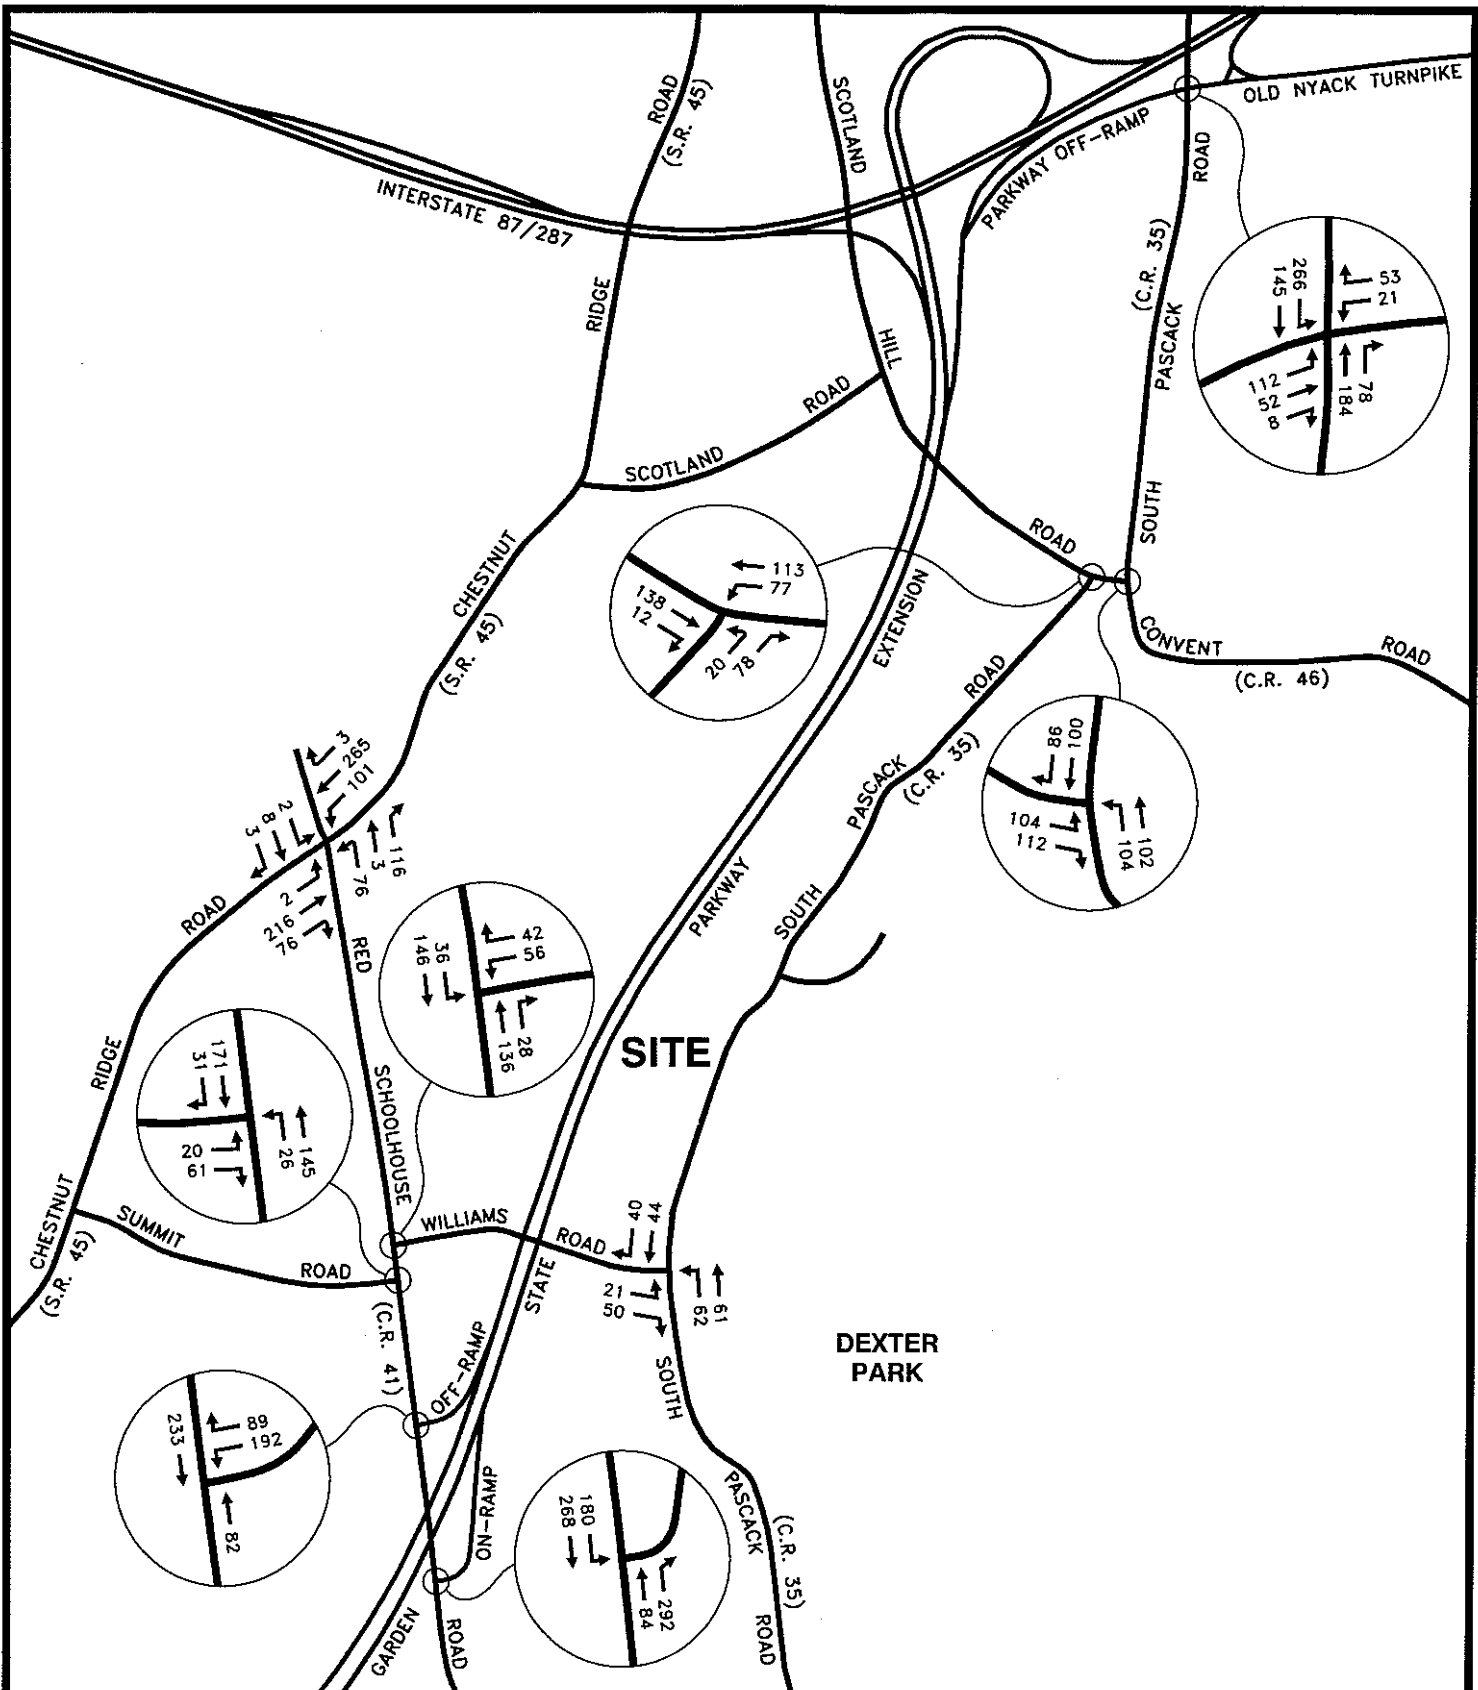 ROAD
(S.R. 45)
SCOTLAND
OLD NYACK TURNPIKE
PARKWAY OFF-RAMP
ROAD
INTERSTATE 87/287
(C.R. 35)
266
145
53
21
112
52
8
184
78
RIDGE
HILL
PASCACK
ROAD
SCOTLAND
SOUTH
ROAD
CHESTNUT
(S.R. 45)
113
77
138
12
20
78
EXTENSION
CONVENT
ROAD
(C.R. 46)
ROAD
PASCACK
(C.R. 35)
86
100
104
112
102
104
3
265
101
2
8
3
116
3
76
2
216
76
ROAD
RED
PARKWAY
SOUTH
42
56
36
146
28
136
SITE
RIDGE
SCHOOLHOUSE
171
31
20
61
145
26
CHESTNUT
(S.R. 45)
SUMMIT
ROAD
WILLIAMS
ROAD
40
44
21
50
61
62
STATE
(C.R. 41)
OFF-RAMP
DEXTER
PARK
SOUTH
233
89
192
82
ON-RAMP
180
268
292
84
PASCACK
(C.R. 35)
ROAD
GARDEN
ROAD